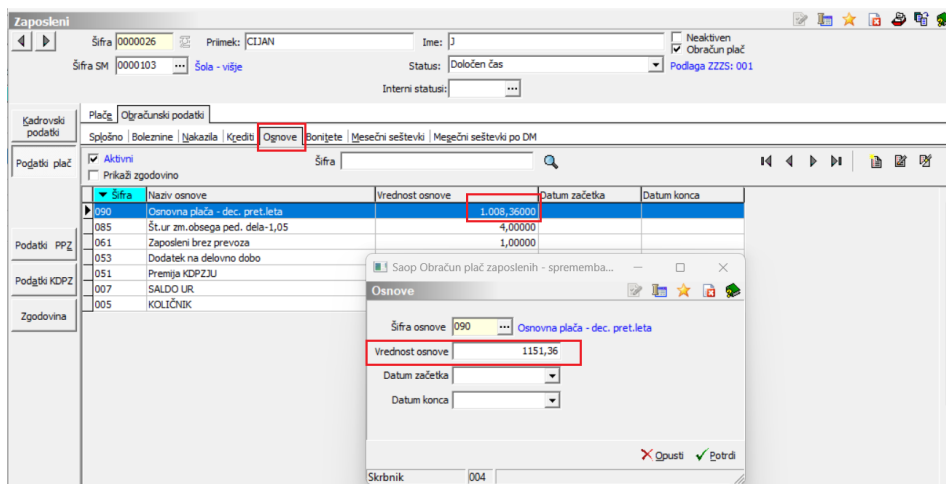 Zaposleni
Šifra 0000026 Priimek: CIJAN Ime: J Neaktiven
Obračun plač
Šifra SM 0000103 ... Šola - višje Status: Določen čas Podlaga ZZZS: 001
Interni statusi: ...
Kadrovski podatki
Plače Obračunski podatki
Splošno Boleznine Nakazila Krediti Osnove Bonitete Mesečni seštevki Mesečni seštevki po DM
Podatki plač
Aktivni Šifra
Prikaži zgodovino
Šifra Naziv osnove Vrednost osnove Datum začetka Datum konca
090 Osnovna plača - dec. pret.leta 1.008,36000
085 Št.ur zm.obsega ped. dela-1,05 4,00000
061 Zaposleni brez prevoza 1,00000
053 Dodatek na delovno dobo
051 Premija KDPZJU
007 SALDO UR
005 KOLIČNIK
Podatki PPZ
Podatki KDPZ
Zgodovina
Saop Obračun plač zaposlenih - sprememba...
Osnove
Šifra osnove 090 ... Osnovna plača - dec. pret.leta
Vrednost osnove 1151,36
Datum začetka
Datum konca
Opusti Potrdi
Skrbnik 004